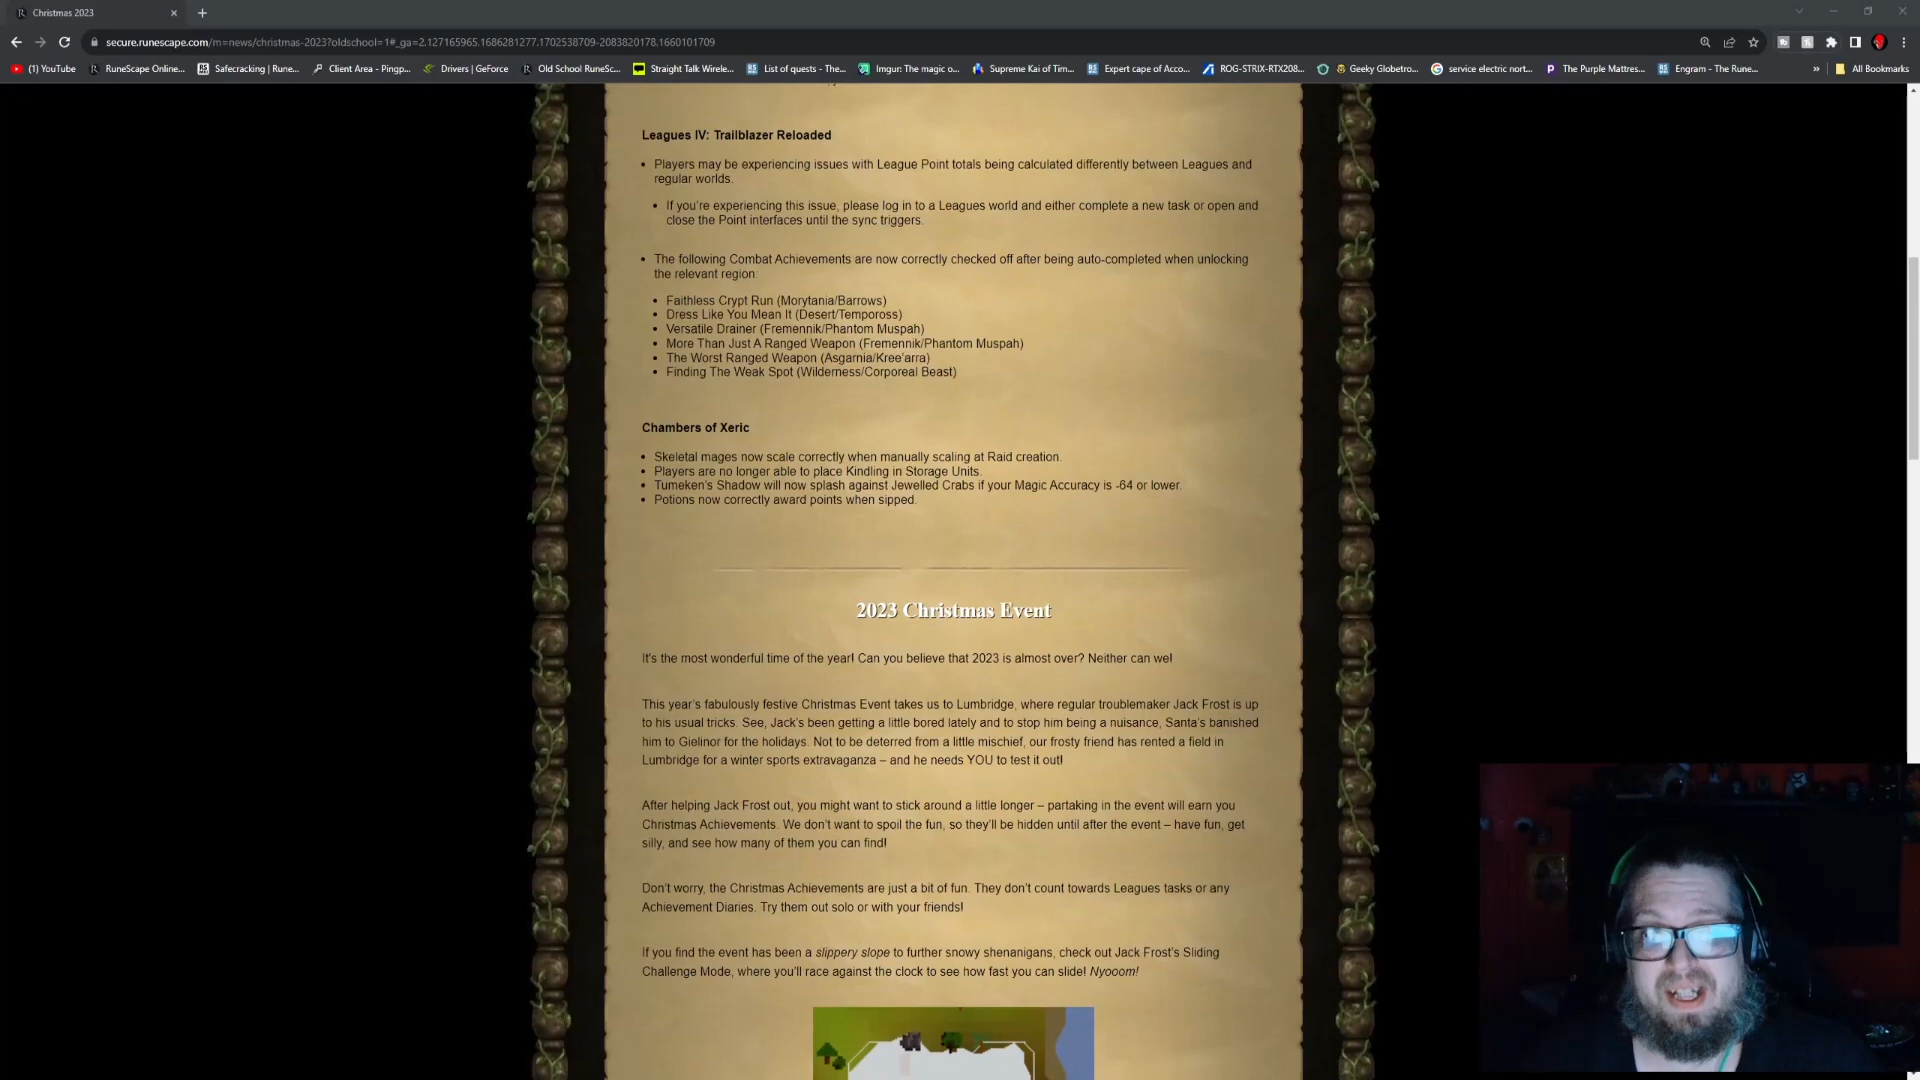 Christmas 2023
secure.runescape.com/m=news/christmas-2023?oldschool=1#_ga=2.127165965.1686281277.1702538709-2083820178.1660101709
(1) YouTube
RuneScape Online...
Safecracking | Rune...
Client Area - Pingp...
Drivers | GeForce
Old School RuneSc...
Straight Talk Wirele...
List of quests - The...
Imgur: The magic o...
Supreme Kai of Tim...
Expert cape of Acco...
ROG-STRIX-RTX208...
Geeky Globetro...
service electric nort...
The Purple Mattres...
Engram - The Rune...
All Bookmarks
Leagues IV: Trailblazer Reloaded
Players may be experiencing issues with League Point totals being calculated differently between Leagues and
regular worlds.
If you're experiencing this issue, please log in to a Leagues world and either complete a new task or open and
close the Point interfaces until the sync triggers.
The following Combat Achievements are now correctly checked off after being auto-completed when unlocking
the relevant region:
Faithless Crypt Run (Morytania/Barrows)
Dress Like You Mean It (Desert/Tempoross)
Versatile Drainer (Fremennik/Phantom Muspah)
More Than Just A Ranged Weapon (Fremennik/Phantom Muspah)
The Worst Ranged Weapon (Asgarnia/Kree'arra)
Finding The Weak Spot (Wilderness/Corporeal Beast)
Chambers of Xeric
Skeletal mages now scale correctly when manually scaling at Raid creation.
Players are no longer able to place Kindling in Storage Units.
Tumeken's Shadow will now splash against Jewelled Crabs if your Magic Accuracy is -64 or lower.
Potions now correctly award points when sipped.
2023 Christmas Event
It's the most wonderful time of the year! Can you believe that 2023 is almost over? Neither can we!
This year's fabulously festive Christmas Event takes us to Lumbridge, where regular troublemaker Jack Frost is up
to his usual tricks. See, Jack's been getting a little bored lately and to stop him being a nuisance, Santa's banished
him to Gielinor for the holidays. Not to be deterred from a little mischief, our frosty friend has rented a field in
Lumbridge for a winter sports extravaganza – and he needs YOU to test it out!
After helping Jack Frost out, you might want to stick around a little longer – partaking in the event will earn you
Christmas Achievements. We don't want to spoil the fun, so they'll be hidden until after the event – have fun, get
silly, and see how many of them you can find!
Don't worry, the Christmas Achievements are just a bit of fun. They don't count towards Leagues tasks or any
Achievement Diaries. Try them out solo or with your friends!
If you find the event has been a slippery slope to further snowy shenanigans, check out Jack Frost's Sliding
Challenge Mode, where you'll race against the clock to see how fast you can slide! Nyooom!